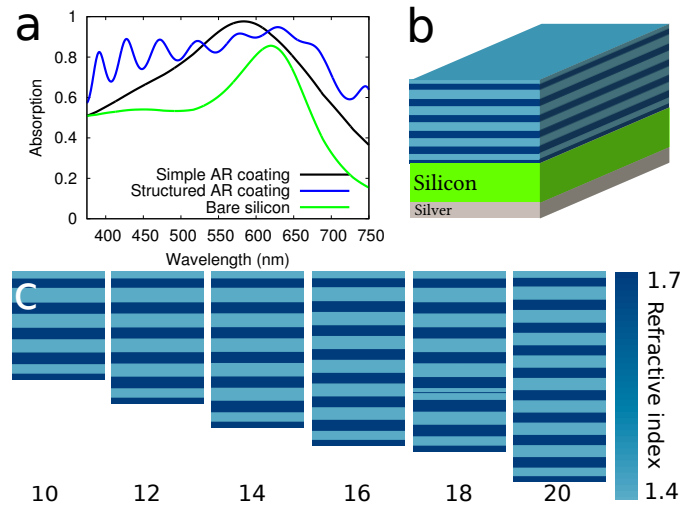 a
1
0.8
0.6
0.4
0.2
0
Absorption
Simple AR coating
Structured AR coating
Bare silicon
400 450 500 550 600 650 700 750
Wavelength (nm)
b
Silicon
Silver
c
10 12 14 16 18 20
1.7
Refractive index
1.4